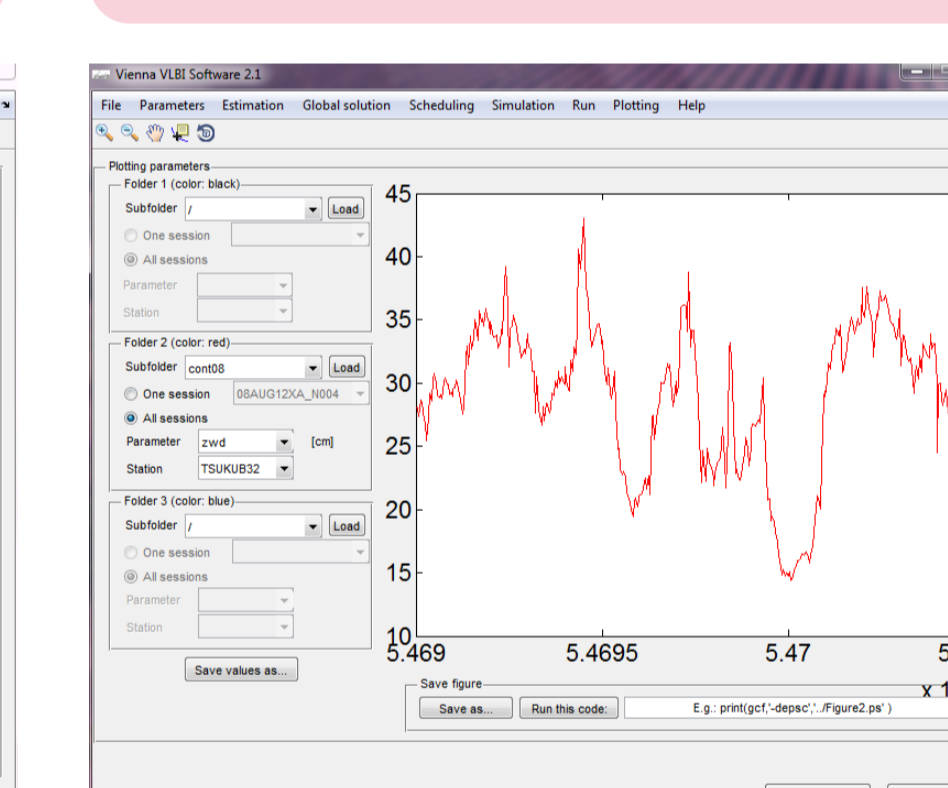 Vienna VLBI Software 2.1
File Parameters Estimation Global solution Scheduling Simulation Run Plotting Help
Plotting parameters
Folder 1 (color: black)
Subfolder / Load
One session
All sessions
Parameter
Station
Folder 2 (color: red)
Subfolder cont08 Load
One session 08AUG12XA_N004
All sessions
Parameter zwd [cm]
Station TSUKUB32
Folder 3 (color: blue)
Subfolder / Load
One session
All sessions
Parameter
Station
Save values as...
45
40
35
30
25
20
15
10
5.469 5.4695 5.47 5
x 1
Save figure
Save as... Run this code: E.g.: print(gcf,'-depsc','../Figure2.ps' )